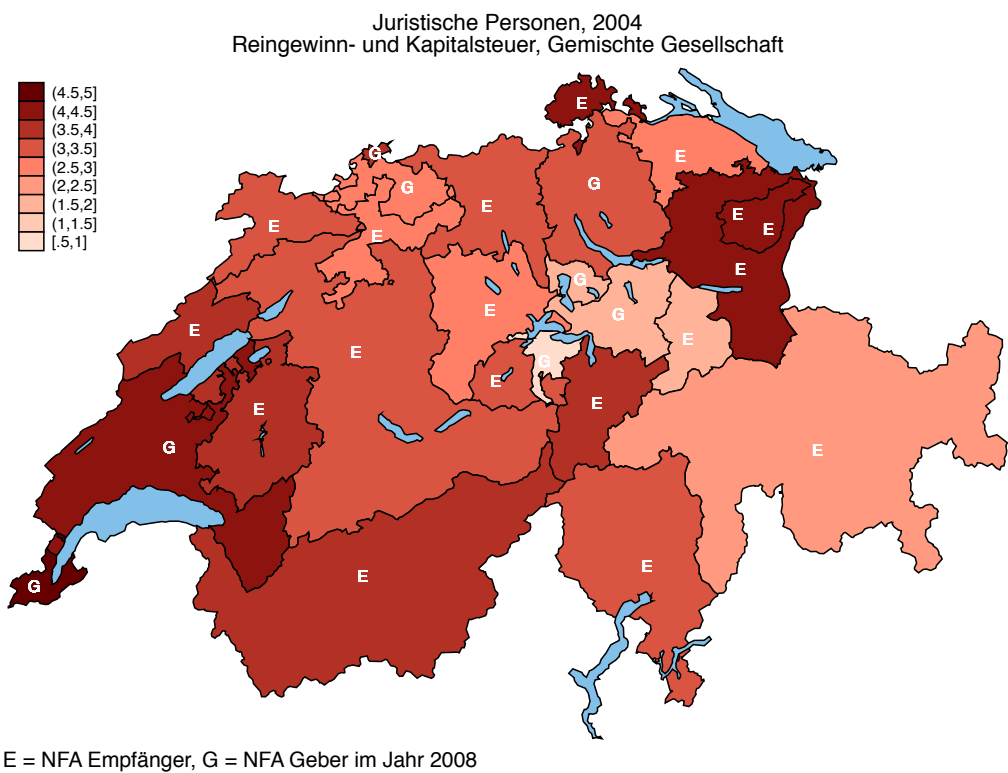 Juristische Personen, 2004
Reingewinn- und Kapitalsteuer, Gemischte Gesellschaft
(4.5,5]
(4,4.5]
(3.5,4]
(3,3.5]
(2.5,3]
(2,2.5]
(1.5,2]
(1,1.5]
[.5,1]
E
G
E
G
G
E
E
E
E
E
E
G
E
G
E
E
E
G
E
E
E
G
E
E
G
E
E = NFA Empfänger, G = NFA Geber im Jahr 2008